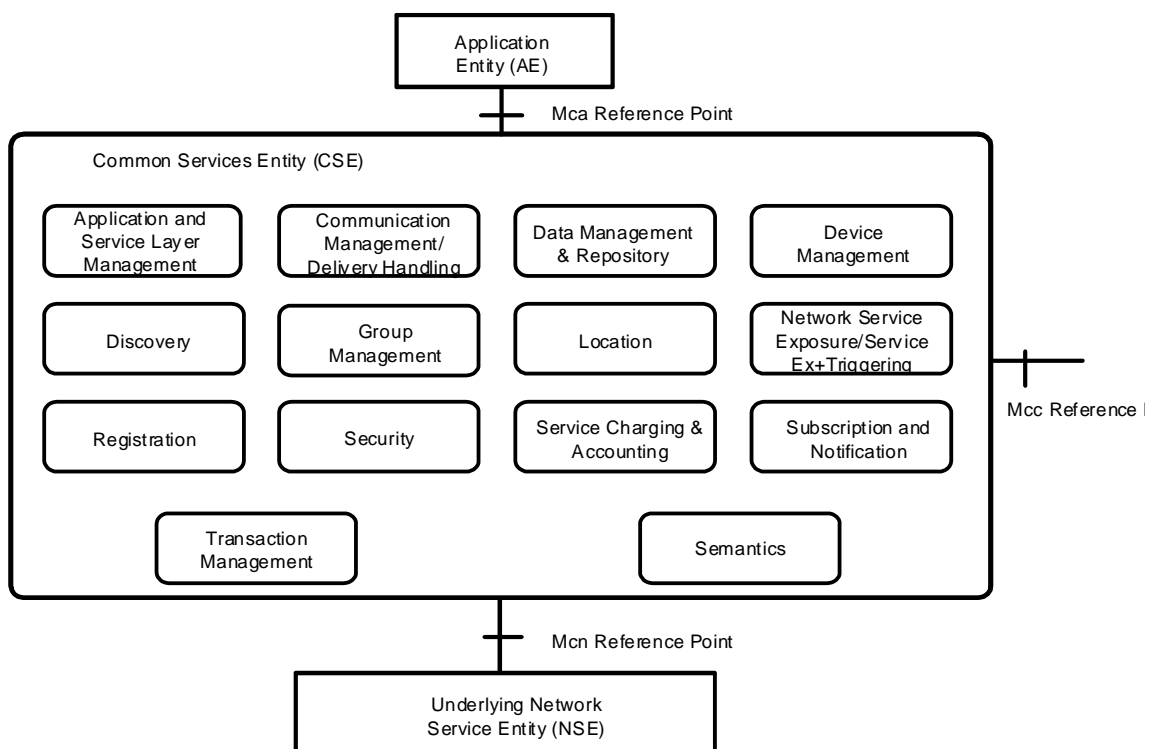 Application
Entity (AE)
Mca Reference Point
Common Services Entity (CSE)
Application and
Service Layer
Management
Communication
Management/
Delivery Handling
Data Management
& Repository
Device
Management
Discovery
Group
Management
Location
Network Service
Exposure/Service
Ex+Triggering
Mcc Reference
Registration
Security
Service Charging &
Accounting
Subscription and
Notification
Transaction
Management
Semantics
Mcn Reference Point
Underlying Network
Service Entity (NSE)